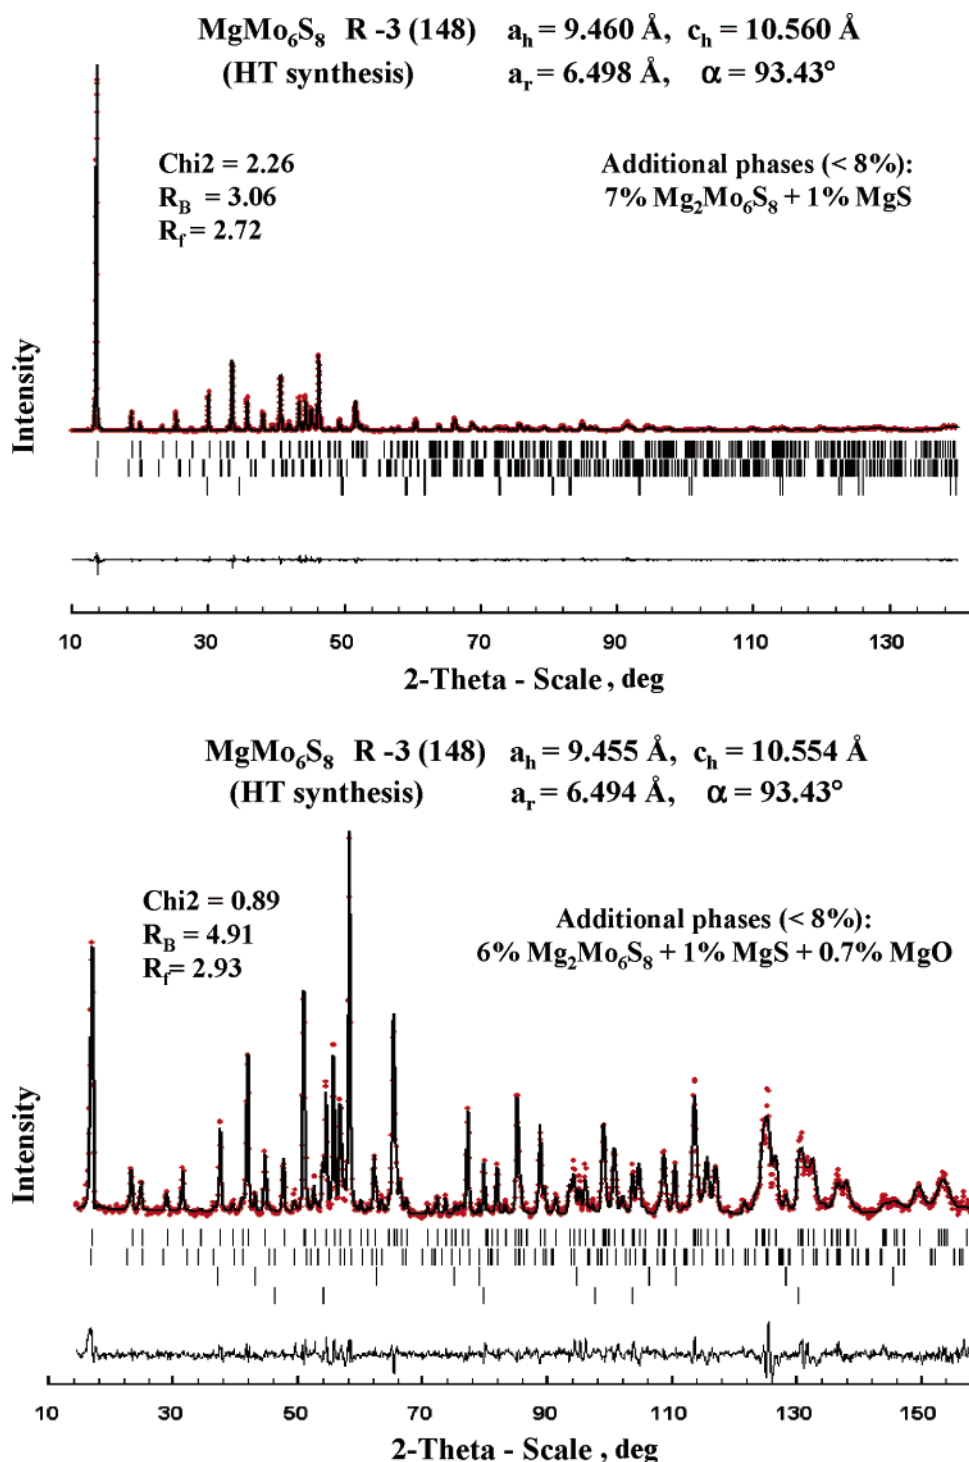 MgMo₆S₈ R -3 (148) aₕ = 9.460 Å, cₕ = 10.560 Å
(HT synthesis) aᵣ = 6.498 Å, α = 93.43°
Chi2 = 2.26
R_B = 3.06
R_f = 2.72
Additional phases (< 8%):
7% Mg₂Mo₆S₈ + 1% MgS
Intensity
10 30 50 70 90 110 130
2-Theta - Scale , deg
MgMo₆S₈ R -3 (148) aₕ = 9.455 Å, cₕ = 10.554 Å
(HT synthesis) aᵣ = 6.494 Å, α = 93.43°
Chi2 = 0.89
R_B = 4.91
R_f= 2.93
Additional phases (< 8%):
6% Mg₂Mo₆S₈ + 1% MgS + 0.7% MgO
Intensity
10 30 50 70 90 110 130 150
2-Theta - Scale , deg